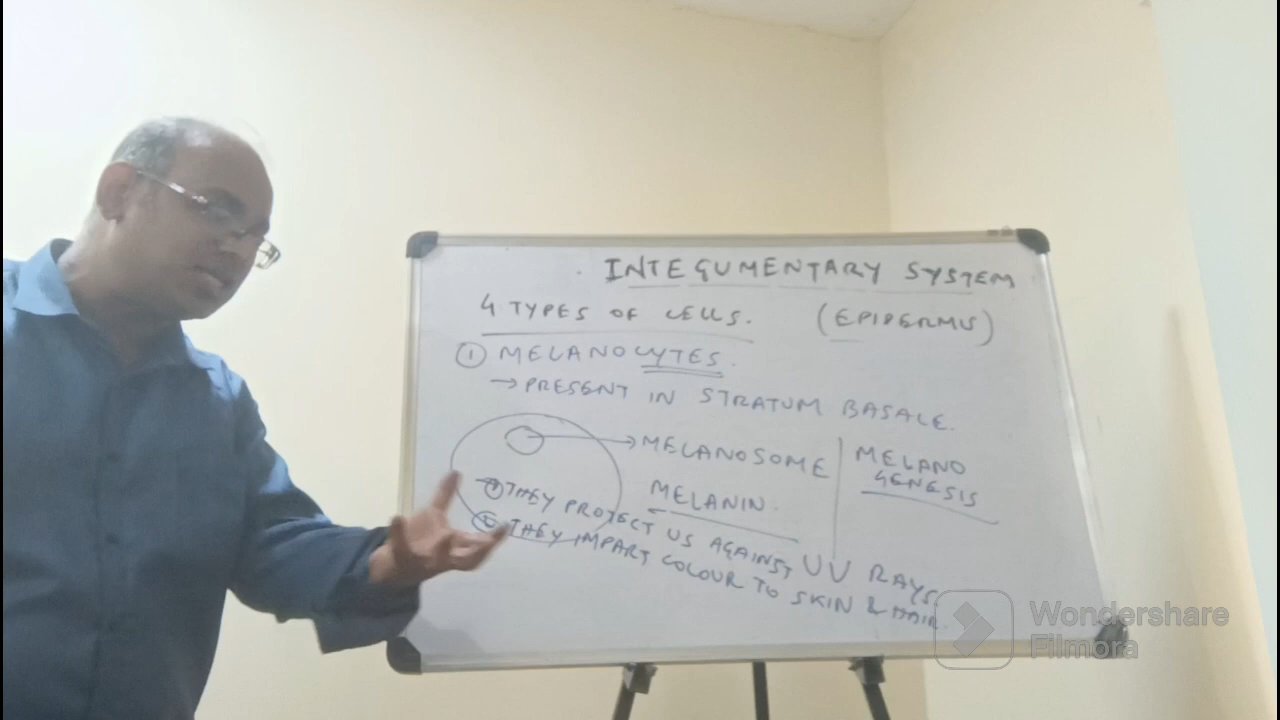 INTEGUMENTARY SYSTEM
4 TYPES OF CELLS. (EPIDERMIS)
① MELANOCYTES.
→ PRESENT IN STRATUM BASALE.
→ MELANOSOME
MELANO
GENESIS
MELANIN.
THEY PROTECT US AGAINST UV RAYS.
THEY IMPART COLOUR TO SKIN & HAIR.
Wondershare
Filmora